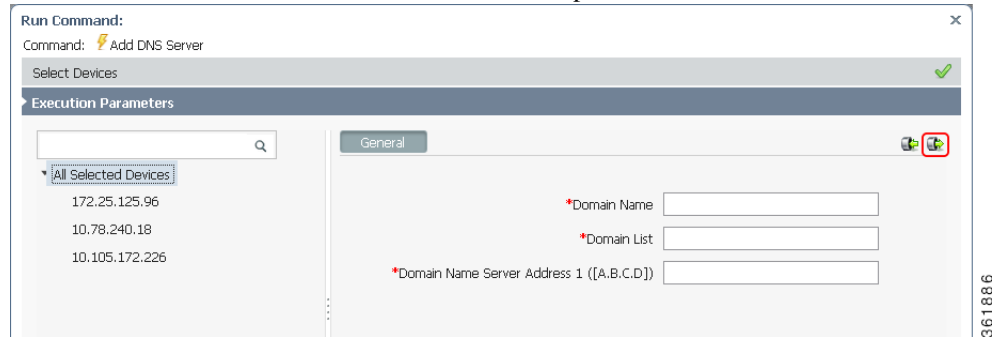 Run Command:
Command: Add DNS Server
Select Devices
Execution Parameters
General
All Selected Devices
172.25.125.96
10.78.240.18
10.105.172.226
*Domain Name
*Domain List
*Domain Name Server Address 1 ([A.B.C.D])
361886